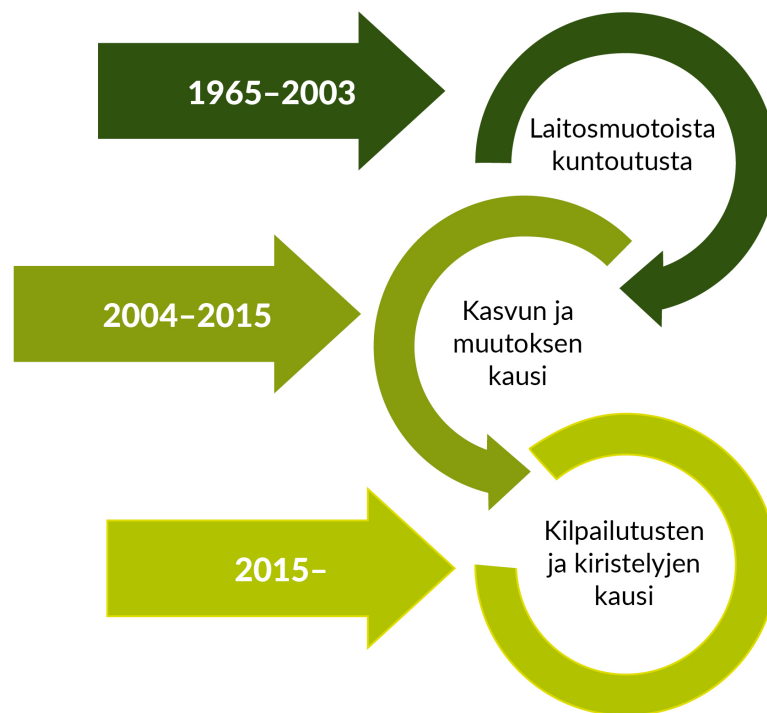 1965–2003
Laitosmuotoista
kuntoutusta
2004–2015
Kasvun ja
muutoksen
kausi
2015–
Kilpailutusten
ja kiristelyjen
kausi